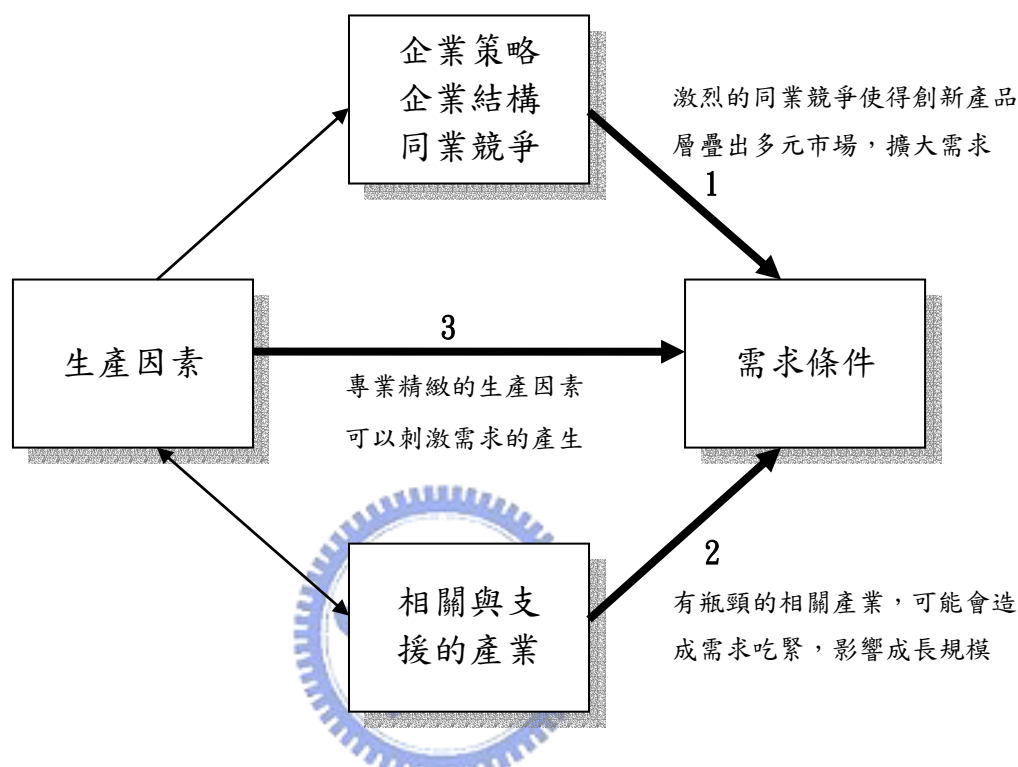 企業策略
企業結構
同業競爭
激烈的同業競爭使得創新產品
層疊出多元市場，擴大需求
1
生產因素
3
專業精緻的生產因素
可以刺激需求的產生
需求條件
相關與支
援的產業
2
有瓶頸的相關產業，可能會造
成需求吃緊，影響成長規模